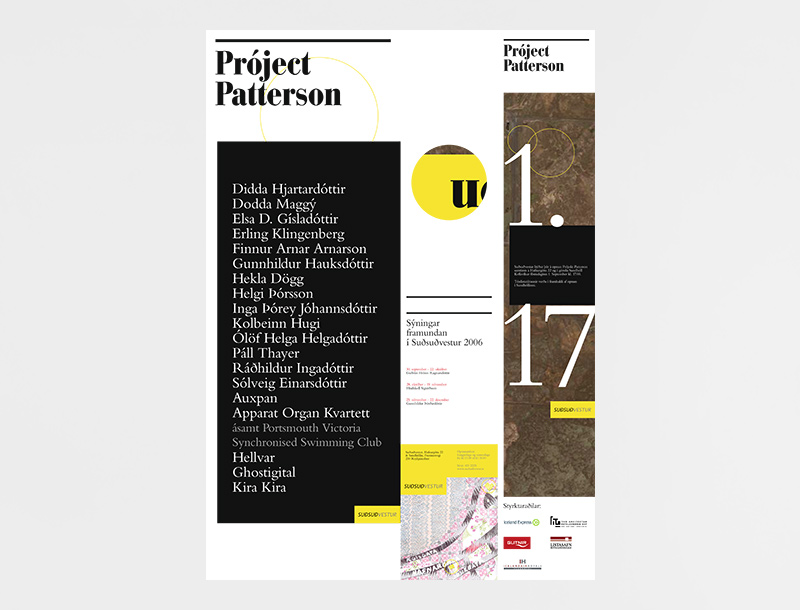 Próject
Patterson
Didda Hjartardóttir
Dodda Maggý
Elsa D. Gísladóttir
Erling Klingenberg
Finnur Arnar Arnarson
Gunnhildur Hauksdóttir
Hekla Dögg
Helgi Þórsson
Inga Þórey Jóhannsdóttir
Kolbeinn Hugi
Ólöf Helga Helgadóttir
Páll Thayer
Ráðhildur Ingadóttir
Sólveig Einarsdóttir
Auxpan
Apparat Organ Kvartett
ásamt Portsmouth Victoria
Synchronised Swimming Club
Hellvar
Ghostigital
Kira Kira
SUÐSUÐVESTUR
u
Sýningar
framundan
í Suðsuðvestur 2006
SUÐSUÐVESTUR
Prójject
Patterson
1.
17
SUÐSUÐVESTUR
Styrktaraðilar:
Iceland Express